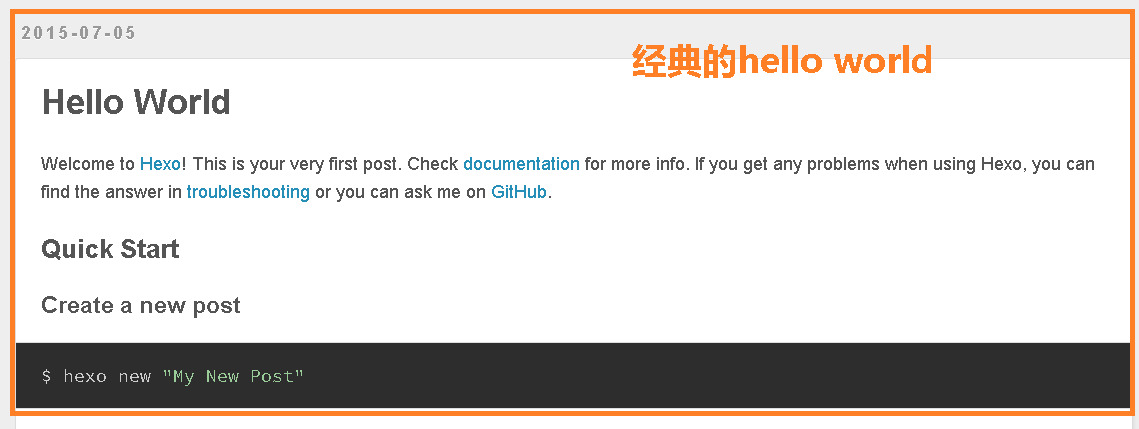 2015-07-05
经典的hello world
Hello World
Welcome to Hexo! This is your very first post. Check documentation for more info. If you get any problems when using Hexo, you can
find the answer in troubleshooting or you can ask me on GitHub.
Quick Start
Create a new post
$ hexo new "My New Post"